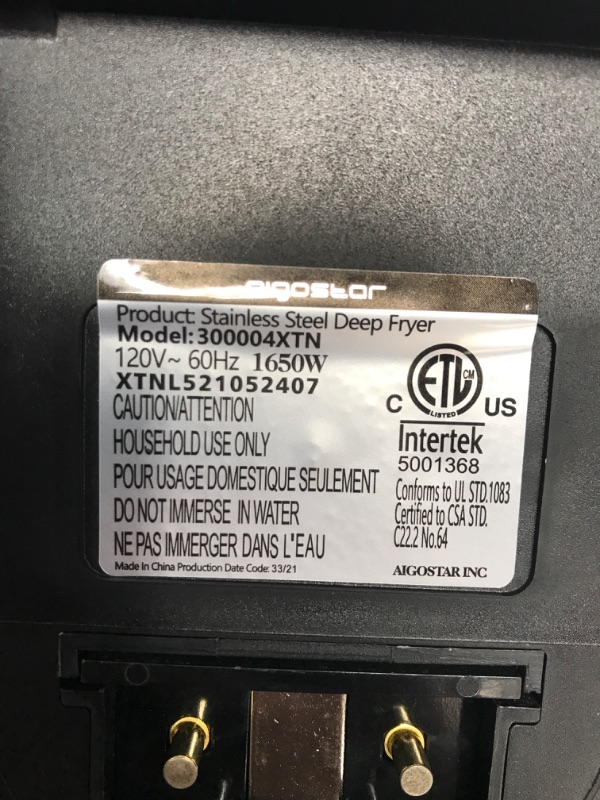 aigostar
Product: Stainless Steel Deep Fryer
Model:300004XTN
120V~ 60Hz 1650W
XTNL521052407
CAUTION/ATTENTION
HOUSEHOLD USE ONLY
POUR USAGE DOMESTIQUE SEULEMENT
DO NOT IMMERSE IN WATER
NE PAS IMMERGER DANS L'EAU
Made In China Production Date Code: 33/21
ETL CM
LISTED
C US
Intertek
5001368
Conforms to UL STD.1083
Certified to CSA STD.
C22.2 No.64
AIGOSTAR INC